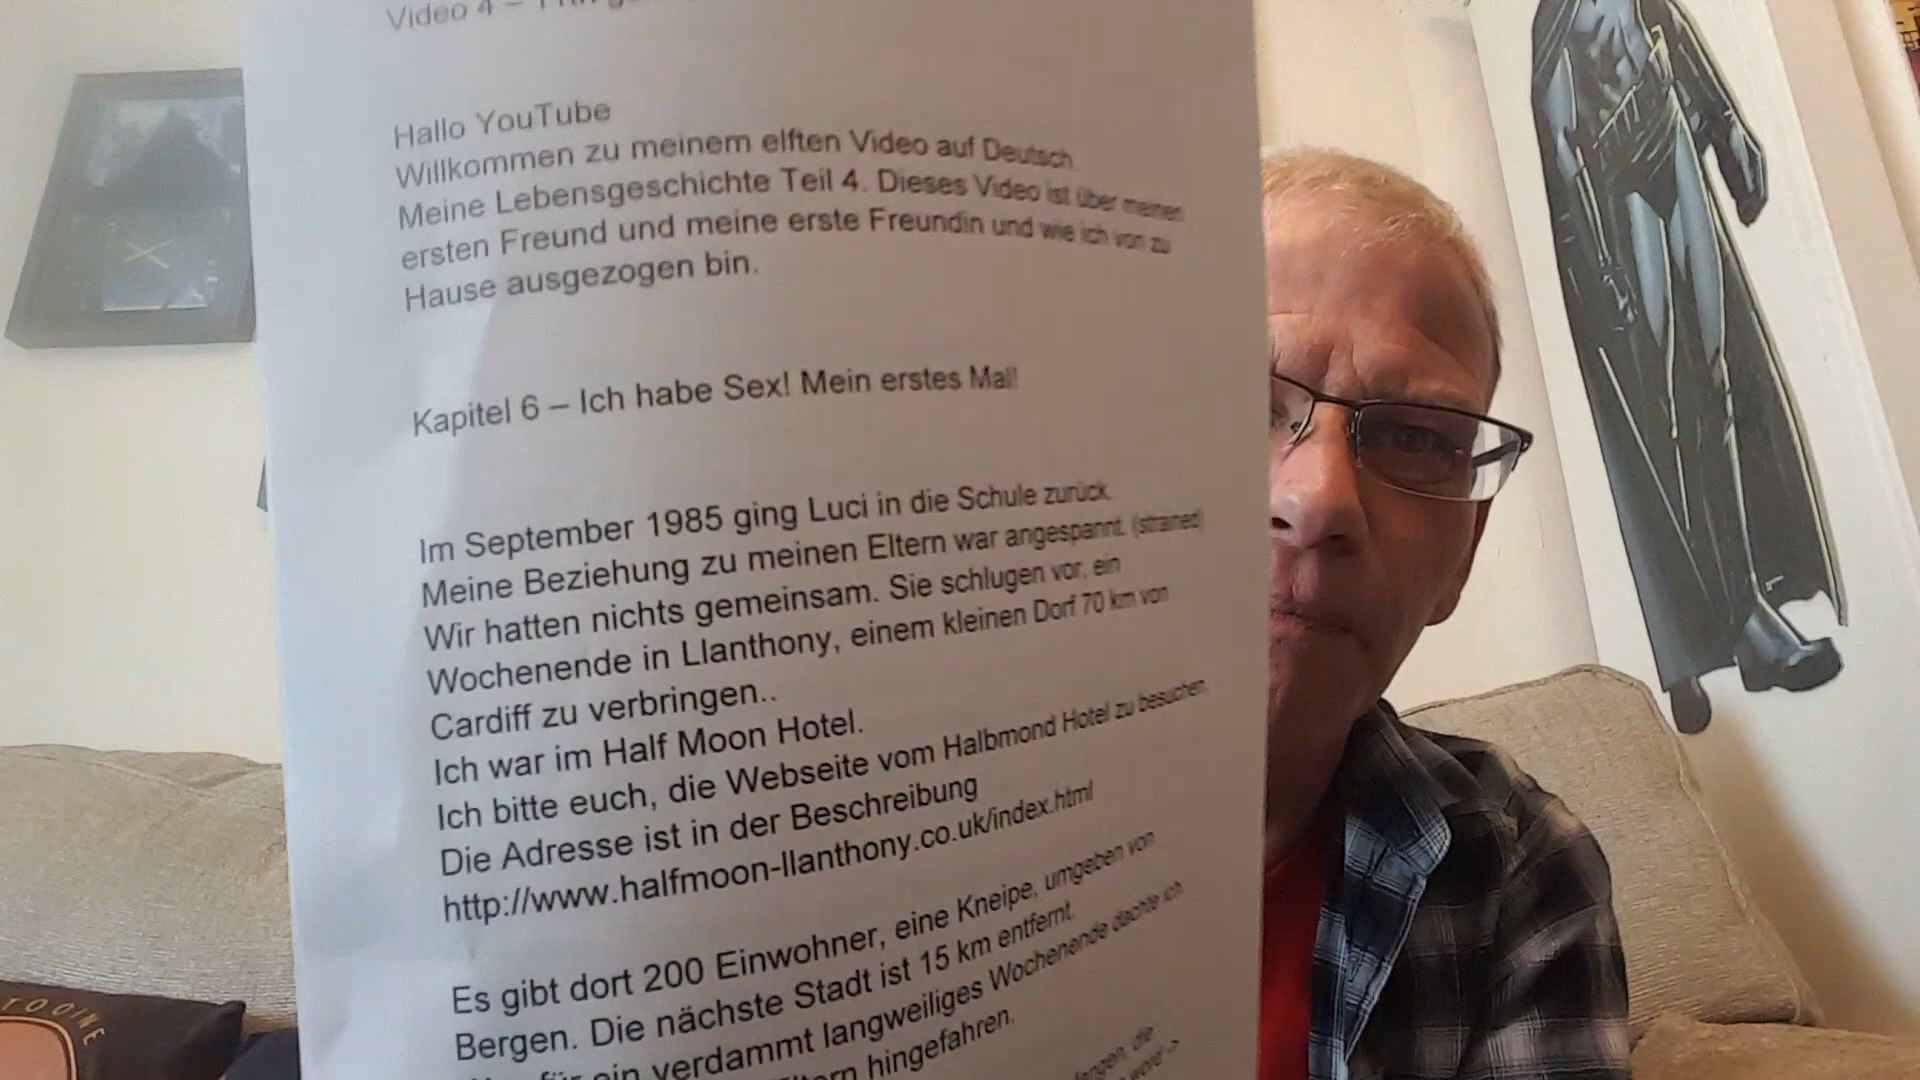 Video 4 –
Hallo YouTube
Willkommen zu meinem elften Video auf Deutsch.
Meine Lebensgeschichte Teil 4. Dieses Video ist über meinen
ersten Freund und meine erste Freundin und wie ich von zu
Hause ausgezogen bin.
Kapitel 6 – Ich habe Sex! Mein erstes Mal!
Im September 1985 ging Luci in die Schule zurück.
Meine Beziehung zu meinen Eltern war angespannt. (strained)
Wir hatten nichts gemeinsam. Sie schlugen vor, ein
Wochenende in Llanthony, einem kleinen Dorf 70 km von
Cardiff zu verbringen..
Ich war im Half Moon Hotel.
Ich bitte euch, die Webseite vom Halbmond Hotel zu besuchen,
Die Adresse ist in der Beschreibung
http://www.halfmoon-llanthony.co.uk/index.html
Es gibt dort 200 Einwohner, eine Kneipe, umgeben von
Bergen. Die nächste Stadt ist 15 km entfernt.
für ein verdammt langweiliges Wochenende dachte ich
hingefahren.
die
TOOINE